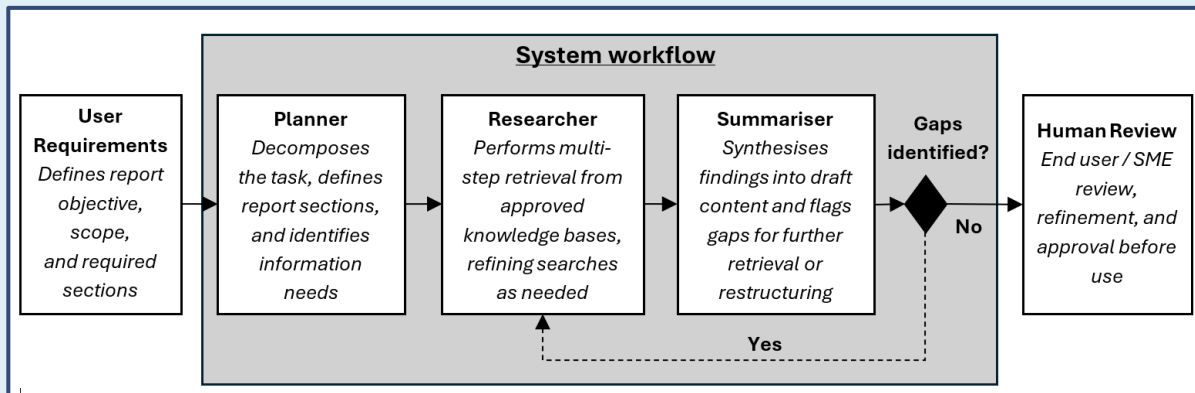 System workflow
User
Requirements
Defines report
objective,
scope,
and required
sections
Planner
Decomposes
the task, defines
report sections,
and identifies
information
needs
Researcher
Performs multi-
step retrieval from
approved
knowledge bases,
refining searches
as needed
Summariser
Synthesises
findings into draft
content and flags
gaps for further
retrieval or
restructuring
Gaps
identified?
No
Yes
Human Review
End user / SME
review,
refinement, and
approval before
use